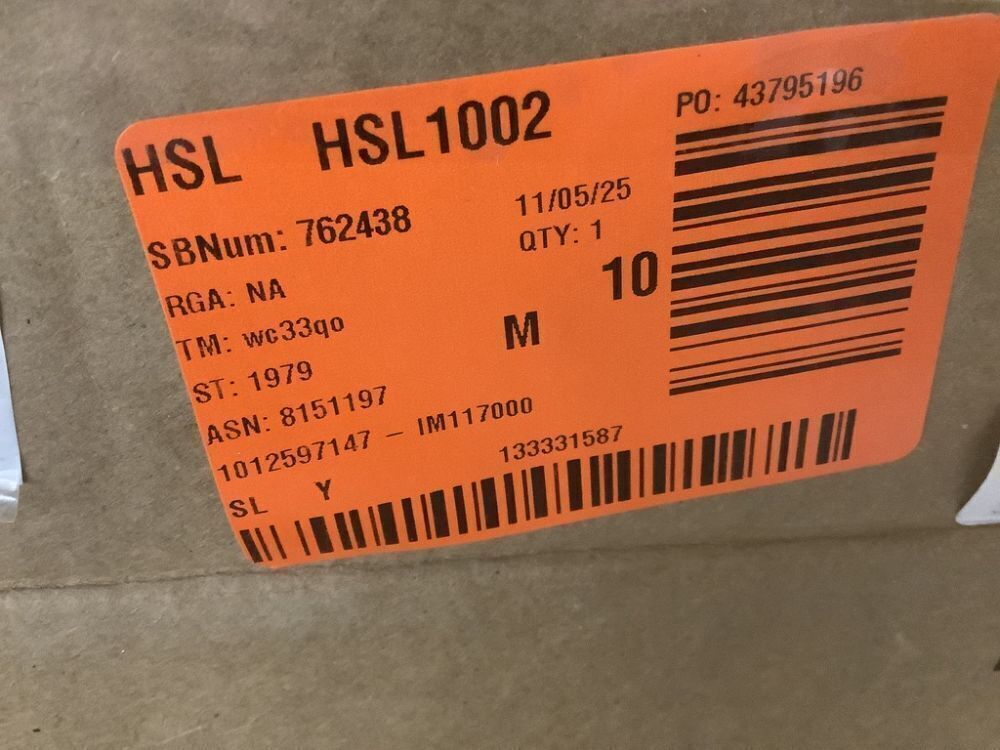 HSL HSL1002
PO: 43795196
SBNum: 762438
11/05/25
QTY: 1
RGA: NA
10
TM: wc33qo
M
ST: 1979
ASN: 8151197
1012597147 - IM117000
133331587
SL Y